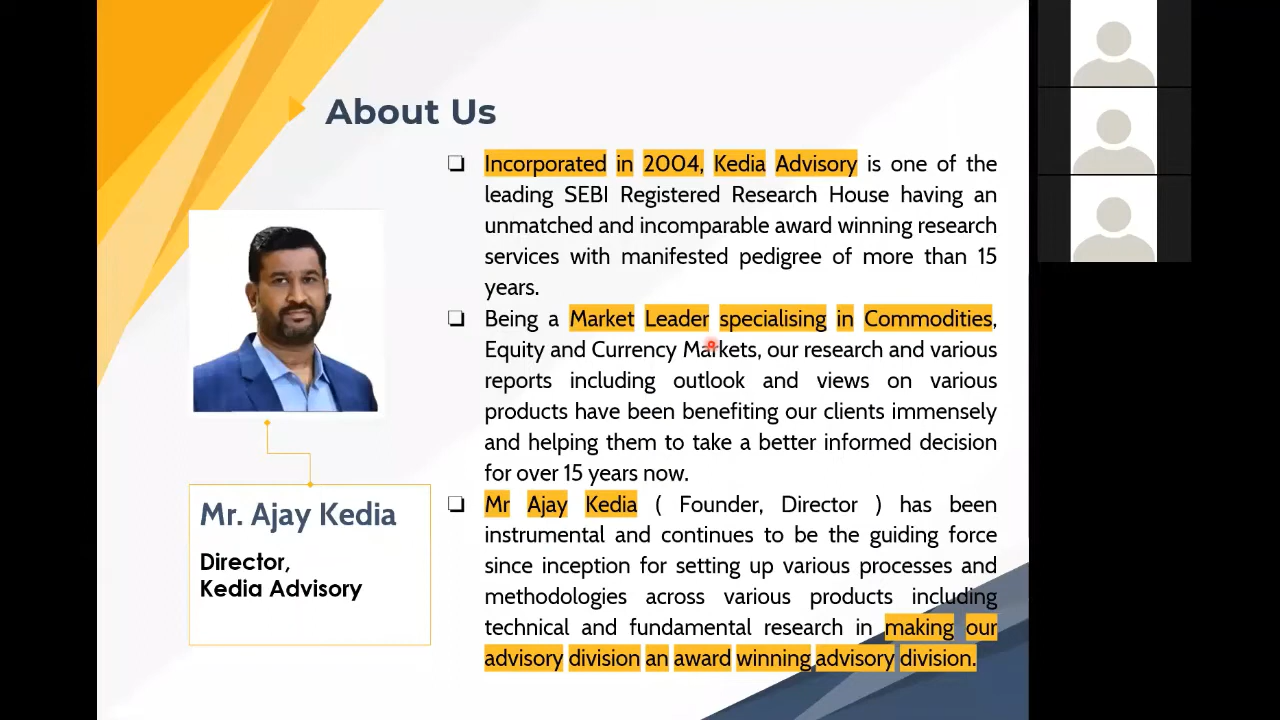 About Us
Incorporated in 2004, Kedia Advisory is one of the
leading SEBI Registered Research House having an
unmatched and incomparable award winning research
services with manifested pedigree of more than 15
years.
Being a Market Leader specialising in Commodities,
Equity and Currency Markets, our research and various
reports including outlook and views on various
products have been benefiting our clients immensely
and helping them to take a better informed decision
for over 15 years now.
Mr Ajay Kedia ( Founder, Director ) has been
instrumental and continues to be the guiding force
since inception for setting up various processes and
methodologies across various products including
technical and fundamental research in making our
advisory division an award winning advisory division.
Mr. Ajay Kedia
Director,
Kedia Advisory